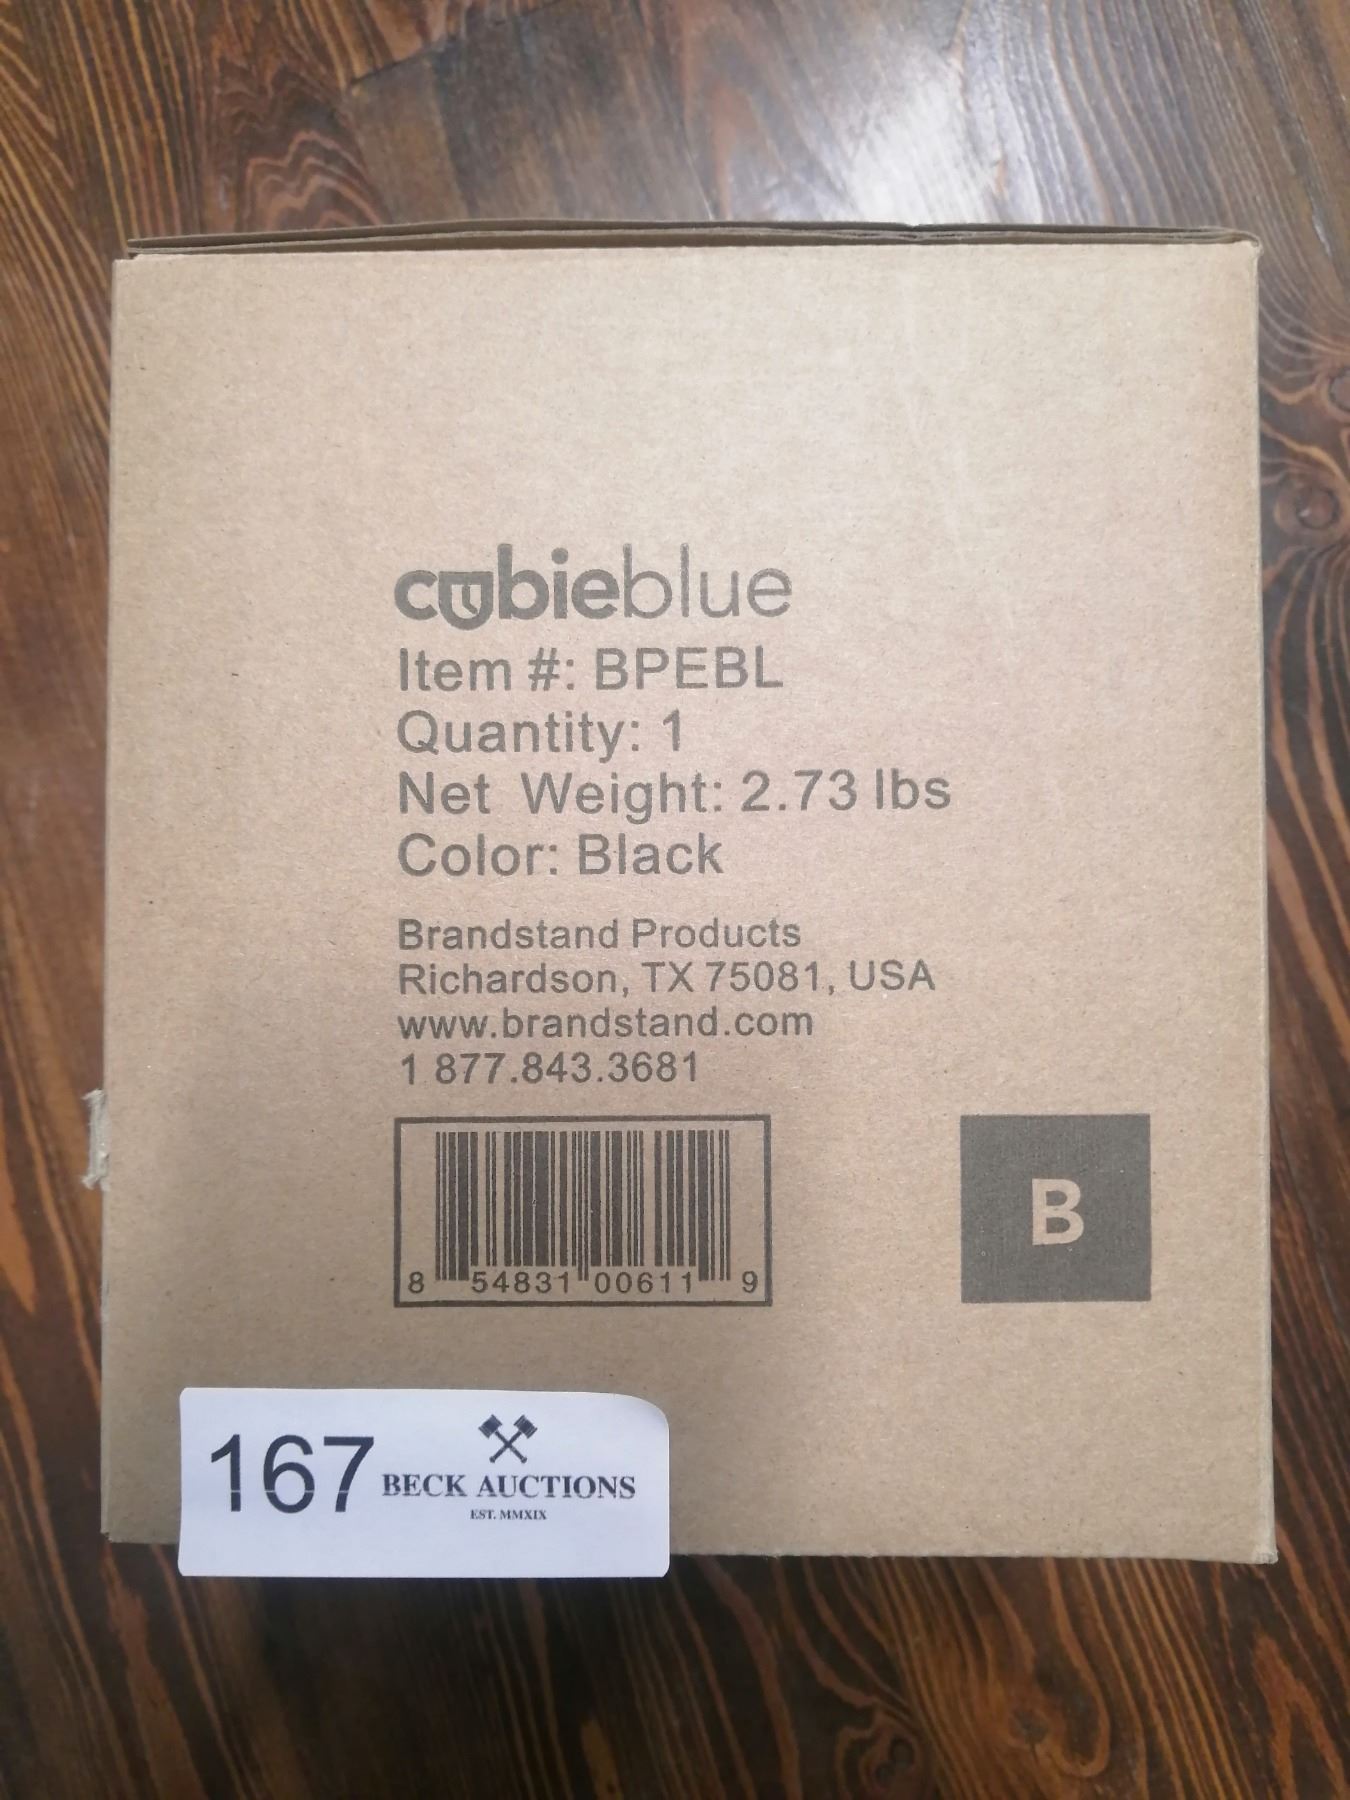 cubieblue
Item #: BPEBL
Quantity: 1
Net Weight: 2.73 lbs
Color: Black
Brandstand Products
Richardson, TX 75081, USA
www.brandstand.com
1 877.843.3681
8 54831 00611 9
B
167
BECK AUCTIONS
EST. MMXIX